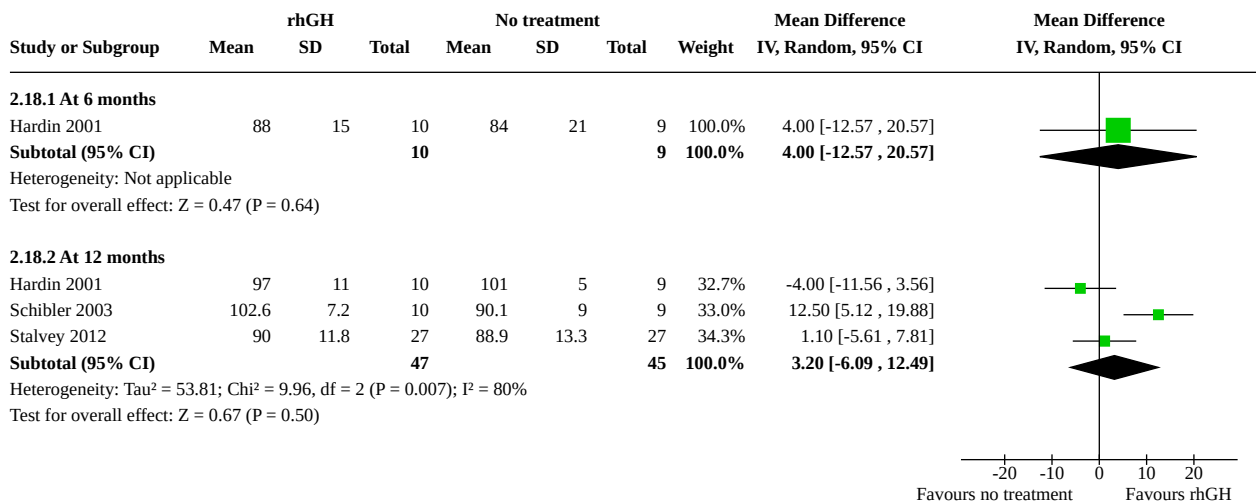 rhGH No treatment Mean Difference Mean Difference
Study or Subgroup Mean SD Total Mean SD Total Weight IV, Random, 95% CI IV, Random, 95% CI
2.18.1 At 6 months
Hardin 2001 88 15 10 84 21 9 100.0% 4.00 [-12.57 , 20.57]
Subtotal (95% CI) 10 9 100.0% 4.00 [-12.57 , 20.57]
Heterogeneity: Not applicable
Test for overall effect: Z = 0.47 (P = 0.64)
2.18.2 At 12 months
Hardin 2001 97 11 10 101 5 9 32.7% -4.00 [-11.56 , 3.56]
Schibler 2003 102.6 7.2 10 90.1 9 9 33.0% 12.50 [5.12 , 19.88]
Stalvey 2012 90 11.8 27 88.9 13.3 27 34.3% 1.10 [-5.61 , 7.81]
Subtotal (95% CI) 47 45 100.0% 3.20 [-6.09 , 12.49]
Heterogeneity: Tau² = 53.81; Chi² = 9.96, df = 2 (P = 0.007); I² = 80%
Test for overall effect: Z = 0.67 (P = 0.50)
-20 -10 0 10 20
Favours no treatment Favours rhGH